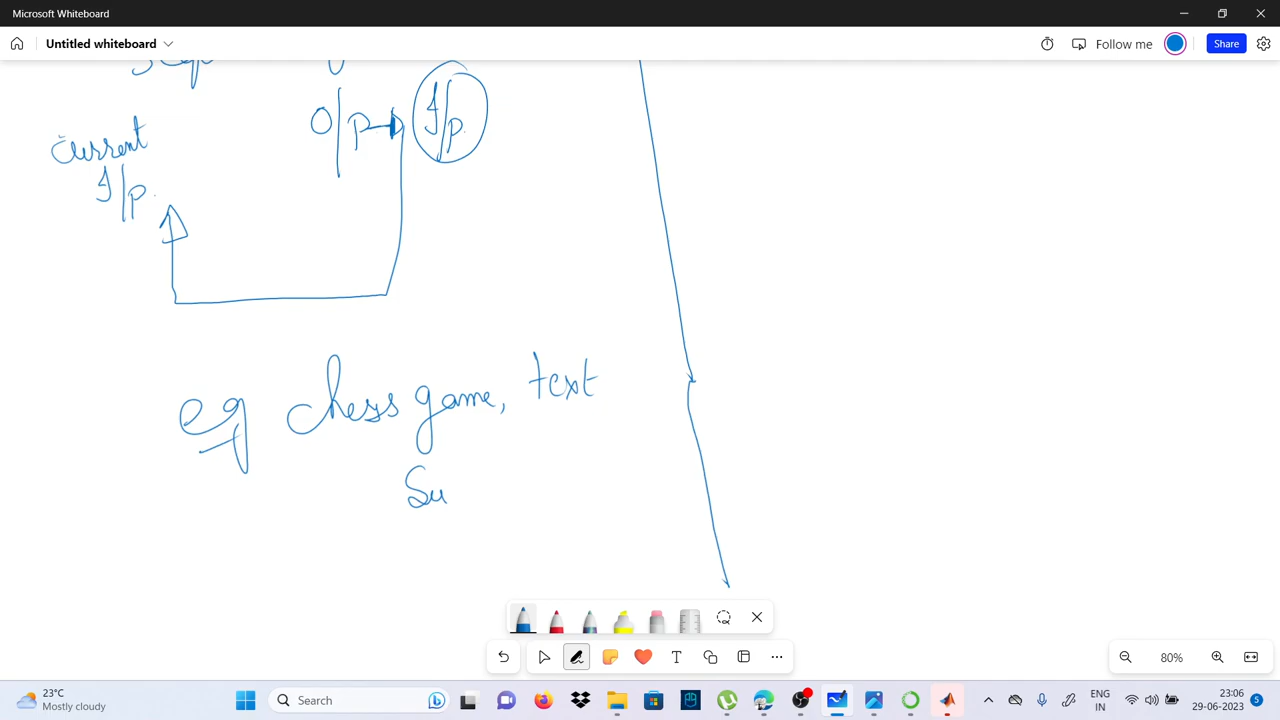 Microsoft Whiteboard
Untitled whiteboard
Follow me
Share
O/p I/p.
Current
I/p.
eg chess game, text
Su
80%
23°C
Mostly cloudy
Search
ENG
IN
23:06
29-06-2023
5